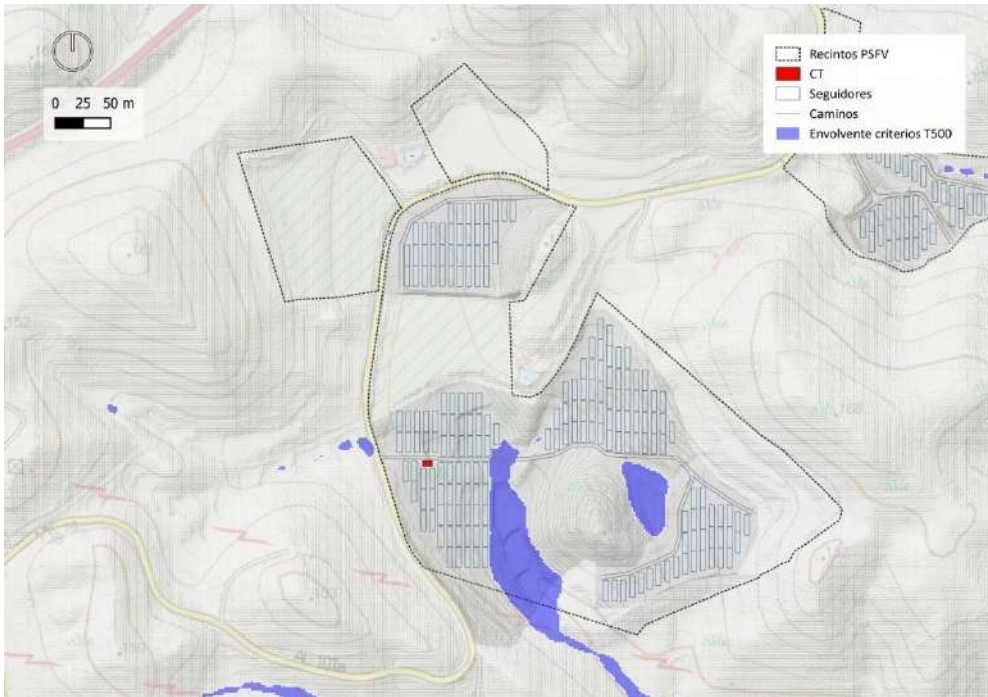 0 25 50 m
Recintos PSFV
CT
Seguidores
Caminos
Envolvente criterios T500